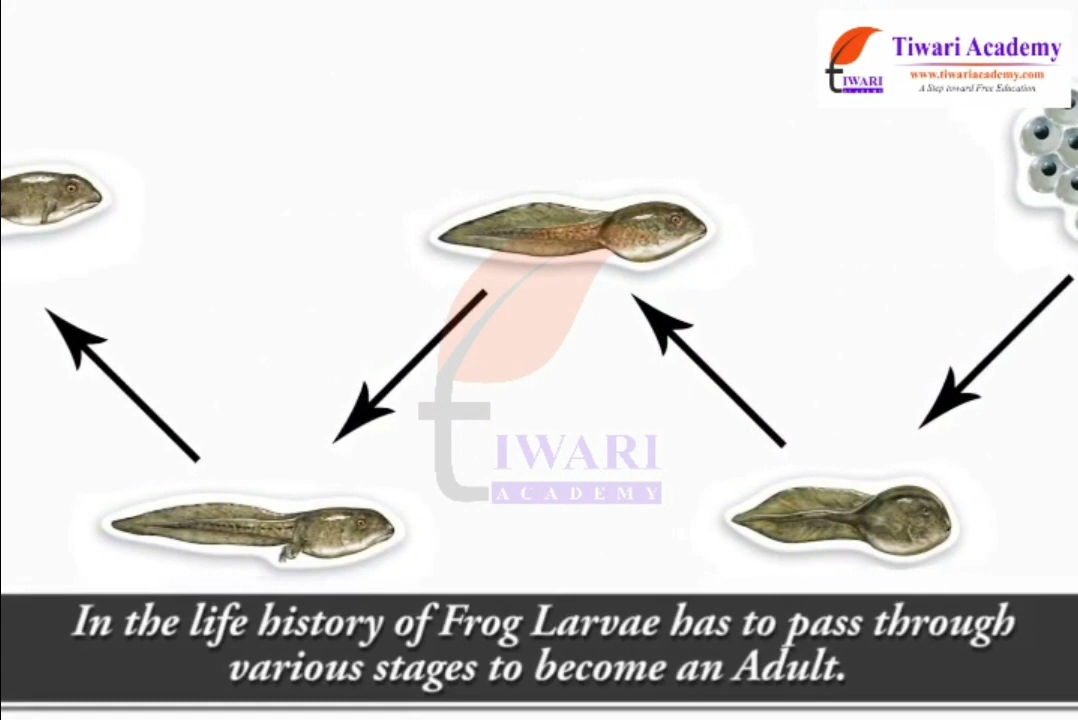 Tiwari Academy
www.tiwariacademy.com
A Step toward Free Education
tIWARI
ACADEMY
tIWARI
ACADEMY
In the life history of Frog Larvae has to pass through
various stages to become an Adult.